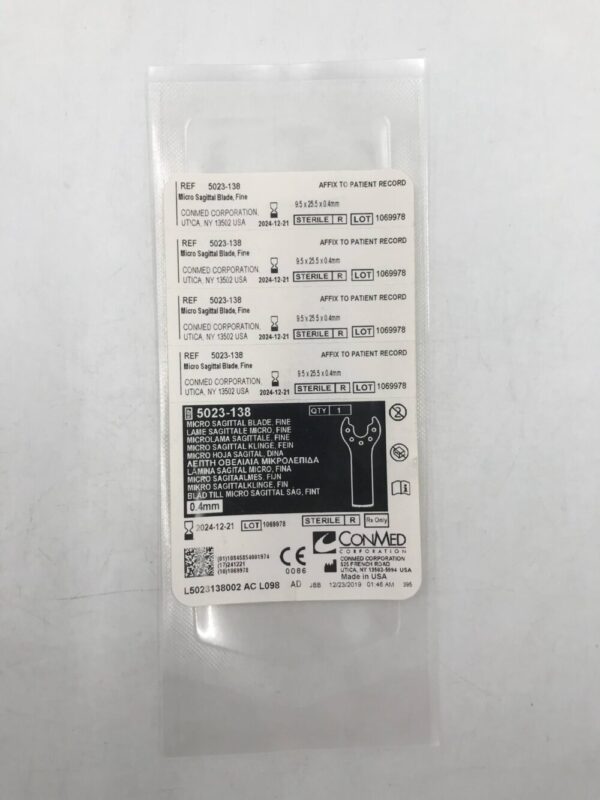 REF 5023-138 AFFIX TO PATIENT RECORD
Micro Sagittal Blade, Fine 9.5 x 25.5 x 0.4mm
CONMED CORPORATION,
UTICA, NY 13502 USA 2024-12-21 STERILE R LOT 1069978
REF 5023-138 AFFIX TO PATIENT RECORD
Micro Sagittal Blade, Fine 9.5 x 25.5 x 0.4mm
CONMED CORPORATION,
UTICA, NY 13502 USA 2024-12-21 STERILE R LOT 1069978
REF 5023-138 AFFIX TO PATIENT RECORD
Micro Sagittal Blade, Fine 9.5 x 25.5 x 0.4mm
CONMED CORPORATION,
UTICA, NY 13502 USA 2024-12-21 STERILE R LOT 1069978
REF 5023-138 AFFIX TO PATIENT RECORD
Micro Sagittal Blade, Fine 9.5 x 25.5 x 0.4mm
CONMED CORPORATION,
UTICA, NY 13502 USA 2024-12-21 STERILE R LOT 1069978
REF 5023-138 QTY 1
MICRO SAGITTAL BLADE, FINE
LAME SAGITTALE MICRO, FINE
MICROLAMA SAGITTALE, FINE
MICRO SAGITTAL KLINGE, FEIN
MICRO HOJA SAGITAL, DINA
ΛΕΠΤΗ ΟΒΕΛΙΑΙΑ ΜΙΚΡΟΛΕΠΙΔΑ
LAMINA SAGITAL MICRO, FINA
MICRO SAGITAALMES, FIJN
MIKRO SAGITTALKLINGE, FIN
BLAD TILL MICRO SAGITTAL SAG, FINT
0.4mm
2024-12-21 LOT 1069978 STERILE R Rx Only
CONMED
CORPORATION
(17)241221
(10)1069978
CE
0086
CONMED CORPORATION
525 FRENCH ROAD
UTICA, NY 13502-5994 USA
Made in USA
L5023138002 AC L098 AD JBB 12/23/2019 01:46 AM 395